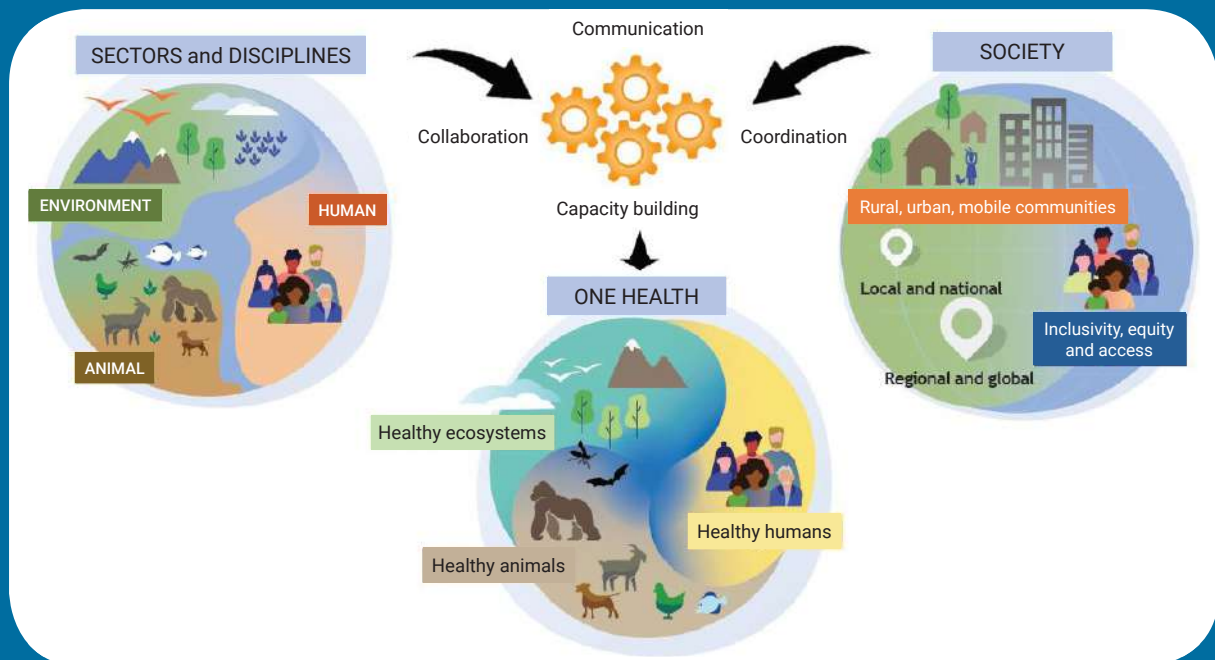 SECTORS and DISCIPLINES
ENVIRONMENT
HUMAN
ANIMAL
Communication
Collaboration
Coordination
Capacity building
SOCIETY
Rural, urban, mobile communities
Local and national
Inclusivity, equity
and access
Regional and global
ONE HEALTH
Healthy ecosystems
Healthy humans
Healthy animals